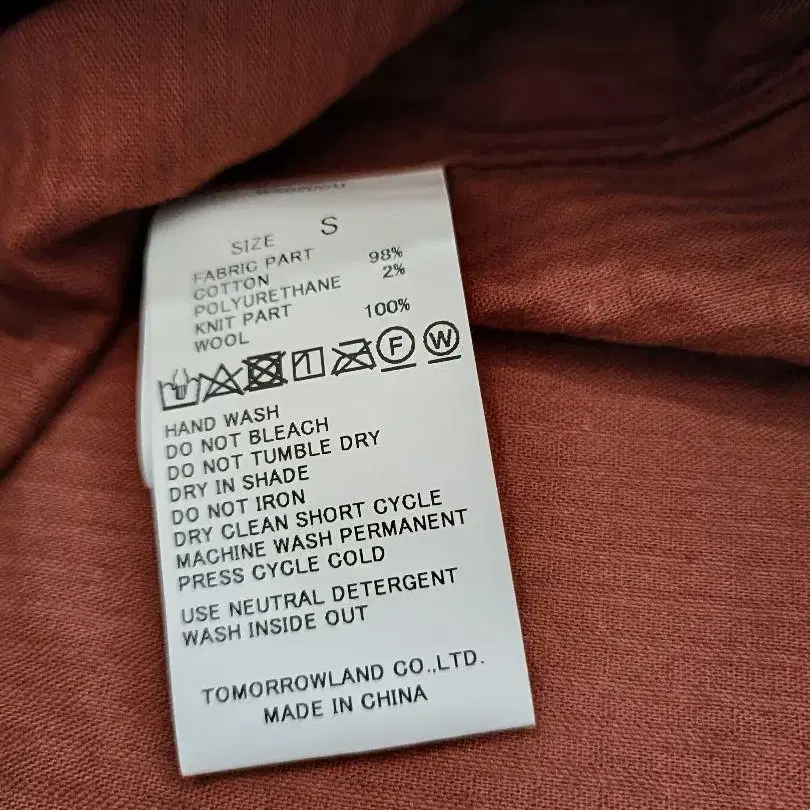 SIZE S
FABRIC PART
COTTON 98%
POLYURETHANE 2%
KNIT PART
WOOL 100%
F W
HAND WASH
DO NOT BLEACH
DO NOT TUMBLE DRY
DRY IN SHADE
DO NOT IRON
DRY CLEAN SHORT CYCLE
MACHINE WASH PERMANENT
PRESS CYCLE COLD
USE NEUTRAL DETERGENT
WASH INSIDE OUT
TOMORROWLAND CO.,LTD.
MADE IN CHINA